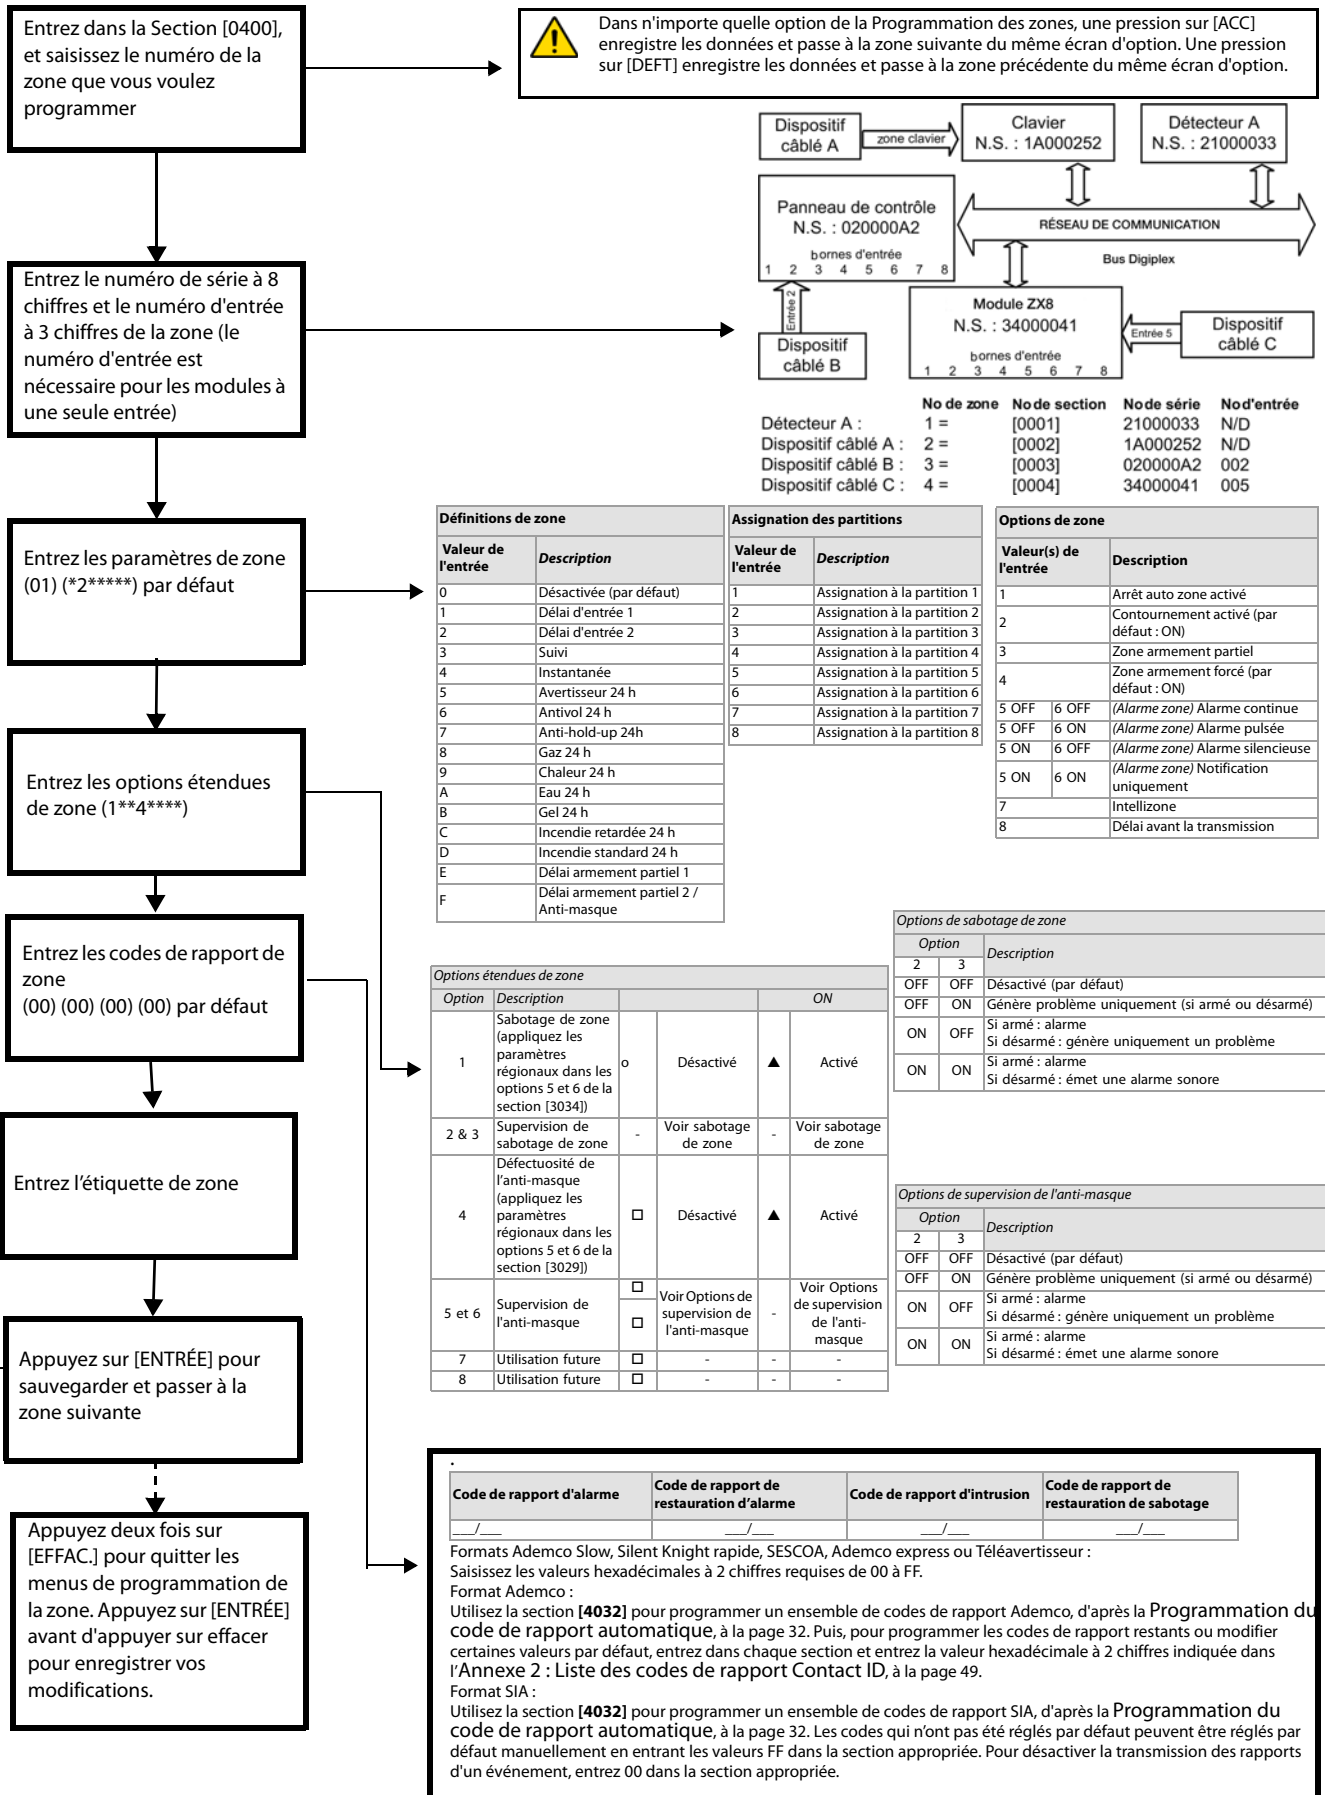 Entrez dans la Section [0400],
et saisissez le numéro de la
zone que vous voulez
programmer
Dans n'importe quelle option de la Programmation des zones, une pression sur [ACC]
enregistre les données et passe à la zone suivante du même écran d'option. Une pression
sur [DEFT] enregistre les données et passe à la zone précédente du même écran d'option.
Dispositif
câblé A
zone clavier
Clavier
N.S. : 1A000252
Détecteur A
N.S. : 21000033
Panneau de contrôle
N.S. : 020000A2
bornes d'entrée
1 2 3 4 5 6 7 8
RÉSEAU DE COMMUNICATION
Bus Digiplex
Entrée 2
Dispositif
câblé B
Module ZX8
N.S. : 34000041
bornes d'entrée
1 2 3 4 5 6 7 8
Entrée 5
Dispositif
câblé C
No de zone No de section No de série No d'entrée
Détecteur A : 1 = [0001] 21000033 N/D
Dispositif câblé A : 2 = [0002] 1A000252 N/D
Dispositif câblé B : 3 = [0003] 020000A2 002
Dispositif câblé C : 4 = [0004] 34000041 005
Entrez le numéro de série à 8
chiffres et le numéro d'entrée
à 3 chiffres de la zone (le
numéro d'entrée est
nécessaire pour les modules à
une seule entrée)
Entrez les paramètres de zone
(01) (*2*****) par défaut
Définitions de zone
Valeur de
l'entrée
Description
0 Désactivée (par défaut)
1 Délai d'entrée 1
2 Délai d'entrée 2
3 Suivi
4 Instantanée
5 Avertisseur 24 h
6 Antivol 24 h
7 Anti-hold-up 24h
8 Gaz 24 h
9 Chaleur 24 h
A Eau 24 h
B Gel 24 h
C Incendie retardée 24 h
D Incendie standard 24 h
E Délai armement partiel 1
F Délai armement partiel 2 /
Anti-masque
Assignation des partitions
Valeur de
l'entrée
Description
1 Assignation à la partition 1
2 Assignation à la partition 2
3 Assignation à la partition 3
4 Assignation à la partition 4
5 Assignation à la partition 5
6 Assignation à la partition 6
7 Assignation à la partition 7
8 Assignation à la partition 8
Options de zone
Valeur(s) de
l'entrée
Description
1 Arrêt auto zone activé
2 Contournement activé (par
défaut : ON)
3 Zone armement partiel
4 Zone armement forcé (par
défaut : ON)
5 OFF 6 OFF (Alarme zone) Alarme continue
5 OFF 6 ON (Alarme zone) Alarme pulsée
5 ON 6 OFF (Alarme zone) Alarme silencieuse
5 ON 6 ON (Alarme zone) Notification
uniquement
7 Intellizone
8 Délai avant la transmission
Entrez les options étendues
de zone (1**4****)
Entrez les codes de rapport de
zone
(00) (00) (00) (00) par défaut
Options étendues de zone
Option Description ON
1 Sabotage de zone
(appliquez les
paramètres
régionaux dans les
options 5 et 6 de la
section [3034])
o Désactivé ▲ Activé
2 & 3 Supervision de
sabotage de zone
- Voir sabotage
de zone
- Voir sabotage
de zone
4 Défectuosité de
l'anti-masque
(appliquez les
paramètres
régionaux dans les
options 5 et 6 de la
section [3029])
□ Désactivé ▲ Activé
5 et 6 Supervision de
l'anti-masque
□
□
Voir Options de
supervision de
l'anti-masque
-
Voir Options
de supervision
de l'anti-
masque
7 Utilisation future □ - - -
8 Utilisation future □ - - -
Options de sabotage de zone
Option Description
2 3
OFF OFF Désactivé (par défaut)
OFF ON Génère problème uniquement (si armé ou désarmé)
ON OFF Si armé : alarme
Si désarmé : génère uniquement un problème
ON ON Si armé : alarme
Si désarmé : émet une alarme sonore
Options de supervision de l'anti-masque
Option Description
2 3
OFF OFF Désactivé (par défaut)
OFF ON Génère problème uniquement (si armé ou désarmé)
ON OFF Si armé : alarme
Si désarmé : génère uniquement un problème
ON ON Si armé : alarme
Si désarmé : émet une alarme sonore
Entrez l'étiquette de zone
Appuyez sur [ENTRÉE] pour
sauvegarder et passer à la
zone suivante
Appuyez deux fois sur
[EFFAC.] pour quitter les
menus de programmation de
la zone. Appuyez sur [ENTRÉE]
avant d'appuyer sur effacer
pour enregistrer vos
modifications.
.
Code de rapport d'alarme
Code de rapport de
restauration d'alarme
Code de rapport d'intrusion
Code de rapport de
restauration de sabotage
___/___ ___/___ ___/___ ___/___
Formats Ademco Slow, Silent Knight rapide, SESCOA, Ademco express ou Téléavertisseur :
Saisissez les valeurs hexadécimales à 2 chiffres requises de 00 à FF.
Format Ademco :
Utilisez la section [4032] pour programmer un ensemble de codes de rapport Ademco, d'après la Programmation du
code de rapport automatique, à la page 32. Puis, pour programmer les codes de rapport restants ou modifier
certaines valeurs par défaut, entrez dans chaque section et entrez la valeur hexadécimale à 2 chiffres indiquée dans
l'Annexe 2 : Liste des codes de rapport Contact ID, à la page 49.
Format SIA :
Utilisez la section [4032] pour programmer un ensemble de codes de rapport SIA, d'après la Programmation du
code de rapport automatique, à la page 32. Les codes qui n'ont pas été réglés par défaut peuvent être réglés par
défaut manuellement en entrant les valeurs FF dans la section appropriée. Pour désactiver la transmission des rapports
d'un événement, entrez 00 dans la section appropriée.